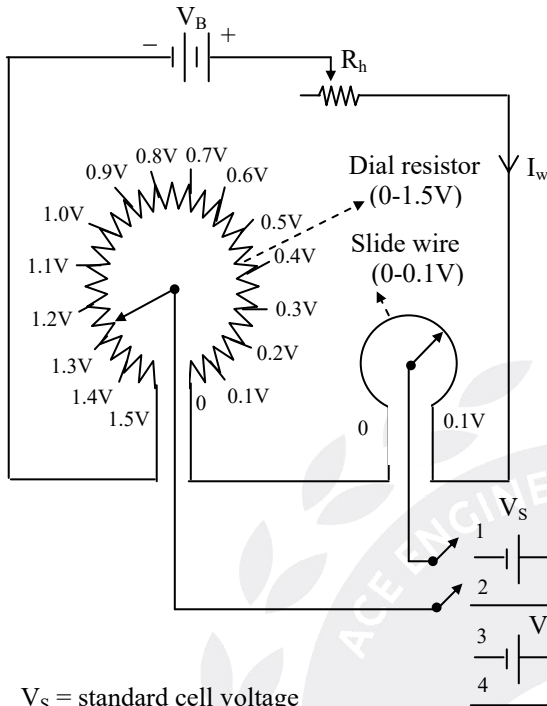 V_B
− +
R_h
I_w
0.9V 0.8V 0.7V 0.6V
1.0V 0.5V
1.1V 0.4V
1.2V 0.3V
1.3V 0.2V
1.4V 0.1V
1.5V 0
Dial resistor
(0-1.5V)
Slide wire
(0-0.1V)
0 0.1V
V_S
1
2
V
3
4
ACE ENGINE
V_S = standard cell voltage